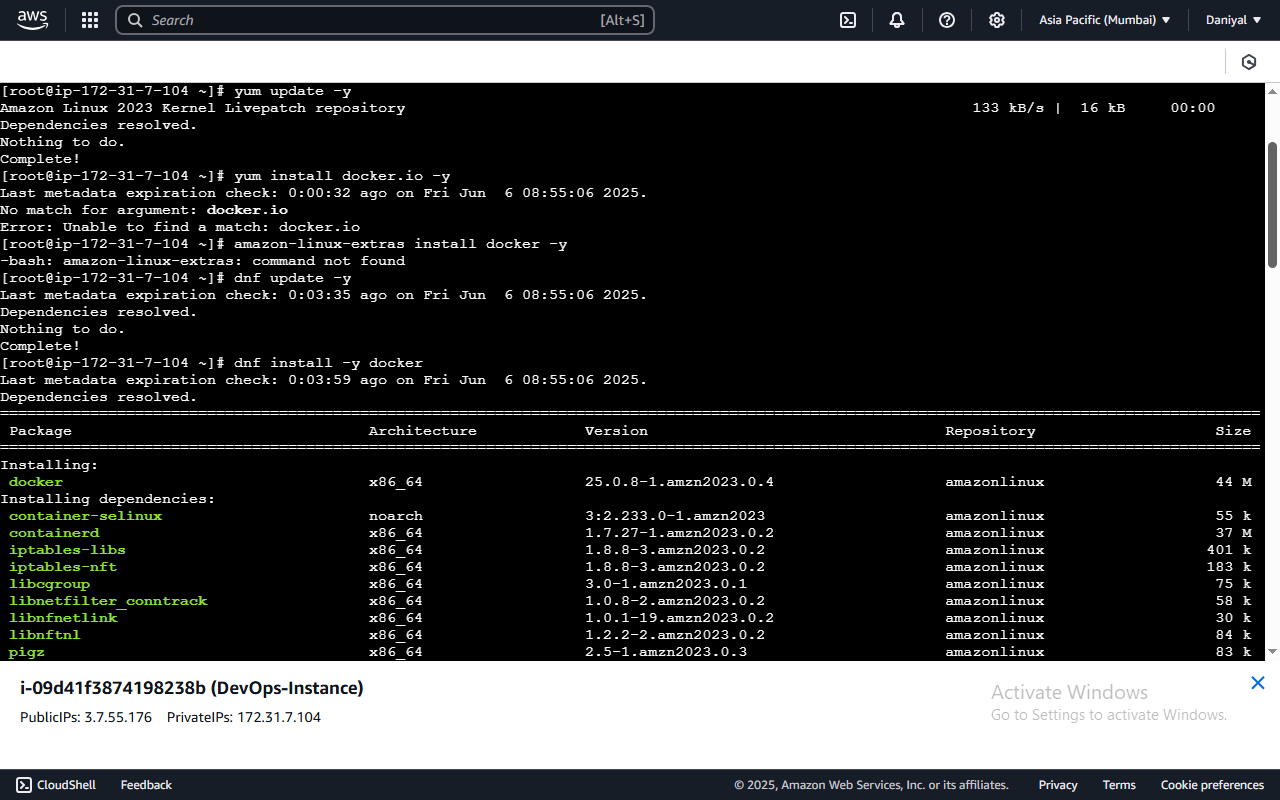 aws Search [Alt+S] Asia Pacific (Mumbai) Daniyal
[root@ip-172-31-7-104 ~]# yum update -y
Amazon Linux 2023 Kernel Livepatch repository 133 kB/s | 16 kB 00:00
Dependencies resolved.
Nothing to do.
Complete!
[root@ip-172-31-7-104 ~]# yum install docker.io -y
Last metadata expiration check: 0:00:32 ago on Fri Jun  6 08:55:06 2025.
No match for argument: docker.io
Error: Unable to find a match: docker.io
[root@ip-172-31-7-104 ~]# amazon-linux-extras install docker -y
-bash: amazon-linux-extras: command not found
[root@ip-172-31-7-104 ~]# dnf update -y
Last metadata expiration check: 0:03:35 ago on Fri Jun  6 08:55:06 2025.
Dependencies resolved.
Nothing to do.
Complete!
[root@ip-172-31-7-104 ~]# dnf install -y docker
Last metadata expiration check: 0:03:59 ago on Fri Jun  6 08:55:06 2025.
Dependencies resolved.
Package Architecture Version Repository Size
Installing:
docker x86_64 25.0.8-1.amzn2023.0.4 amazonlinux 44 M
Installing dependencies:
container-selinux noarch 3:2.233.0-1.amzn2023 amazonlinux 55 k
containerd x86_64 1.7.27-1.amzn2023.0.2 amazonlinux 37 M
iptables-libs x86_64 1.8.8-3.amzn2023.0.2 amazonlinux 401 k
iptables-nft x86_64 1.8.8-3.amzn2023.0.2 amazonlinux 183 k
libcgroup x86_64 3.0-1.amzn2023.0.1 amazonlinux 75 k
libnetfilter_conntrack x86_64 1.0.8-2.amzn2023.0.2 amazonlinux 58 k
libnfnetlink x86_64 1.0.1-19.amzn2023.0.2 amazonlinux 30 k
libnftnl x86_64 1.2.2-2.amzn2023.0.2 amazonlinux 84 k
pigz x86_64 2.5-1.amzn2023.0.3 amazonlinux 83 k
i-09d41f3874198238b (DevOps-Instance)
PublicIPs: 3.7.55.176 PrivateIPs: 172.31.7.104
Activate Windows
Go to Settings to activate Windows.
CloudShell Feedback © 2025, Amazon Web Services, Inc. or its affiliates. Privacy Terms Cookie preferences